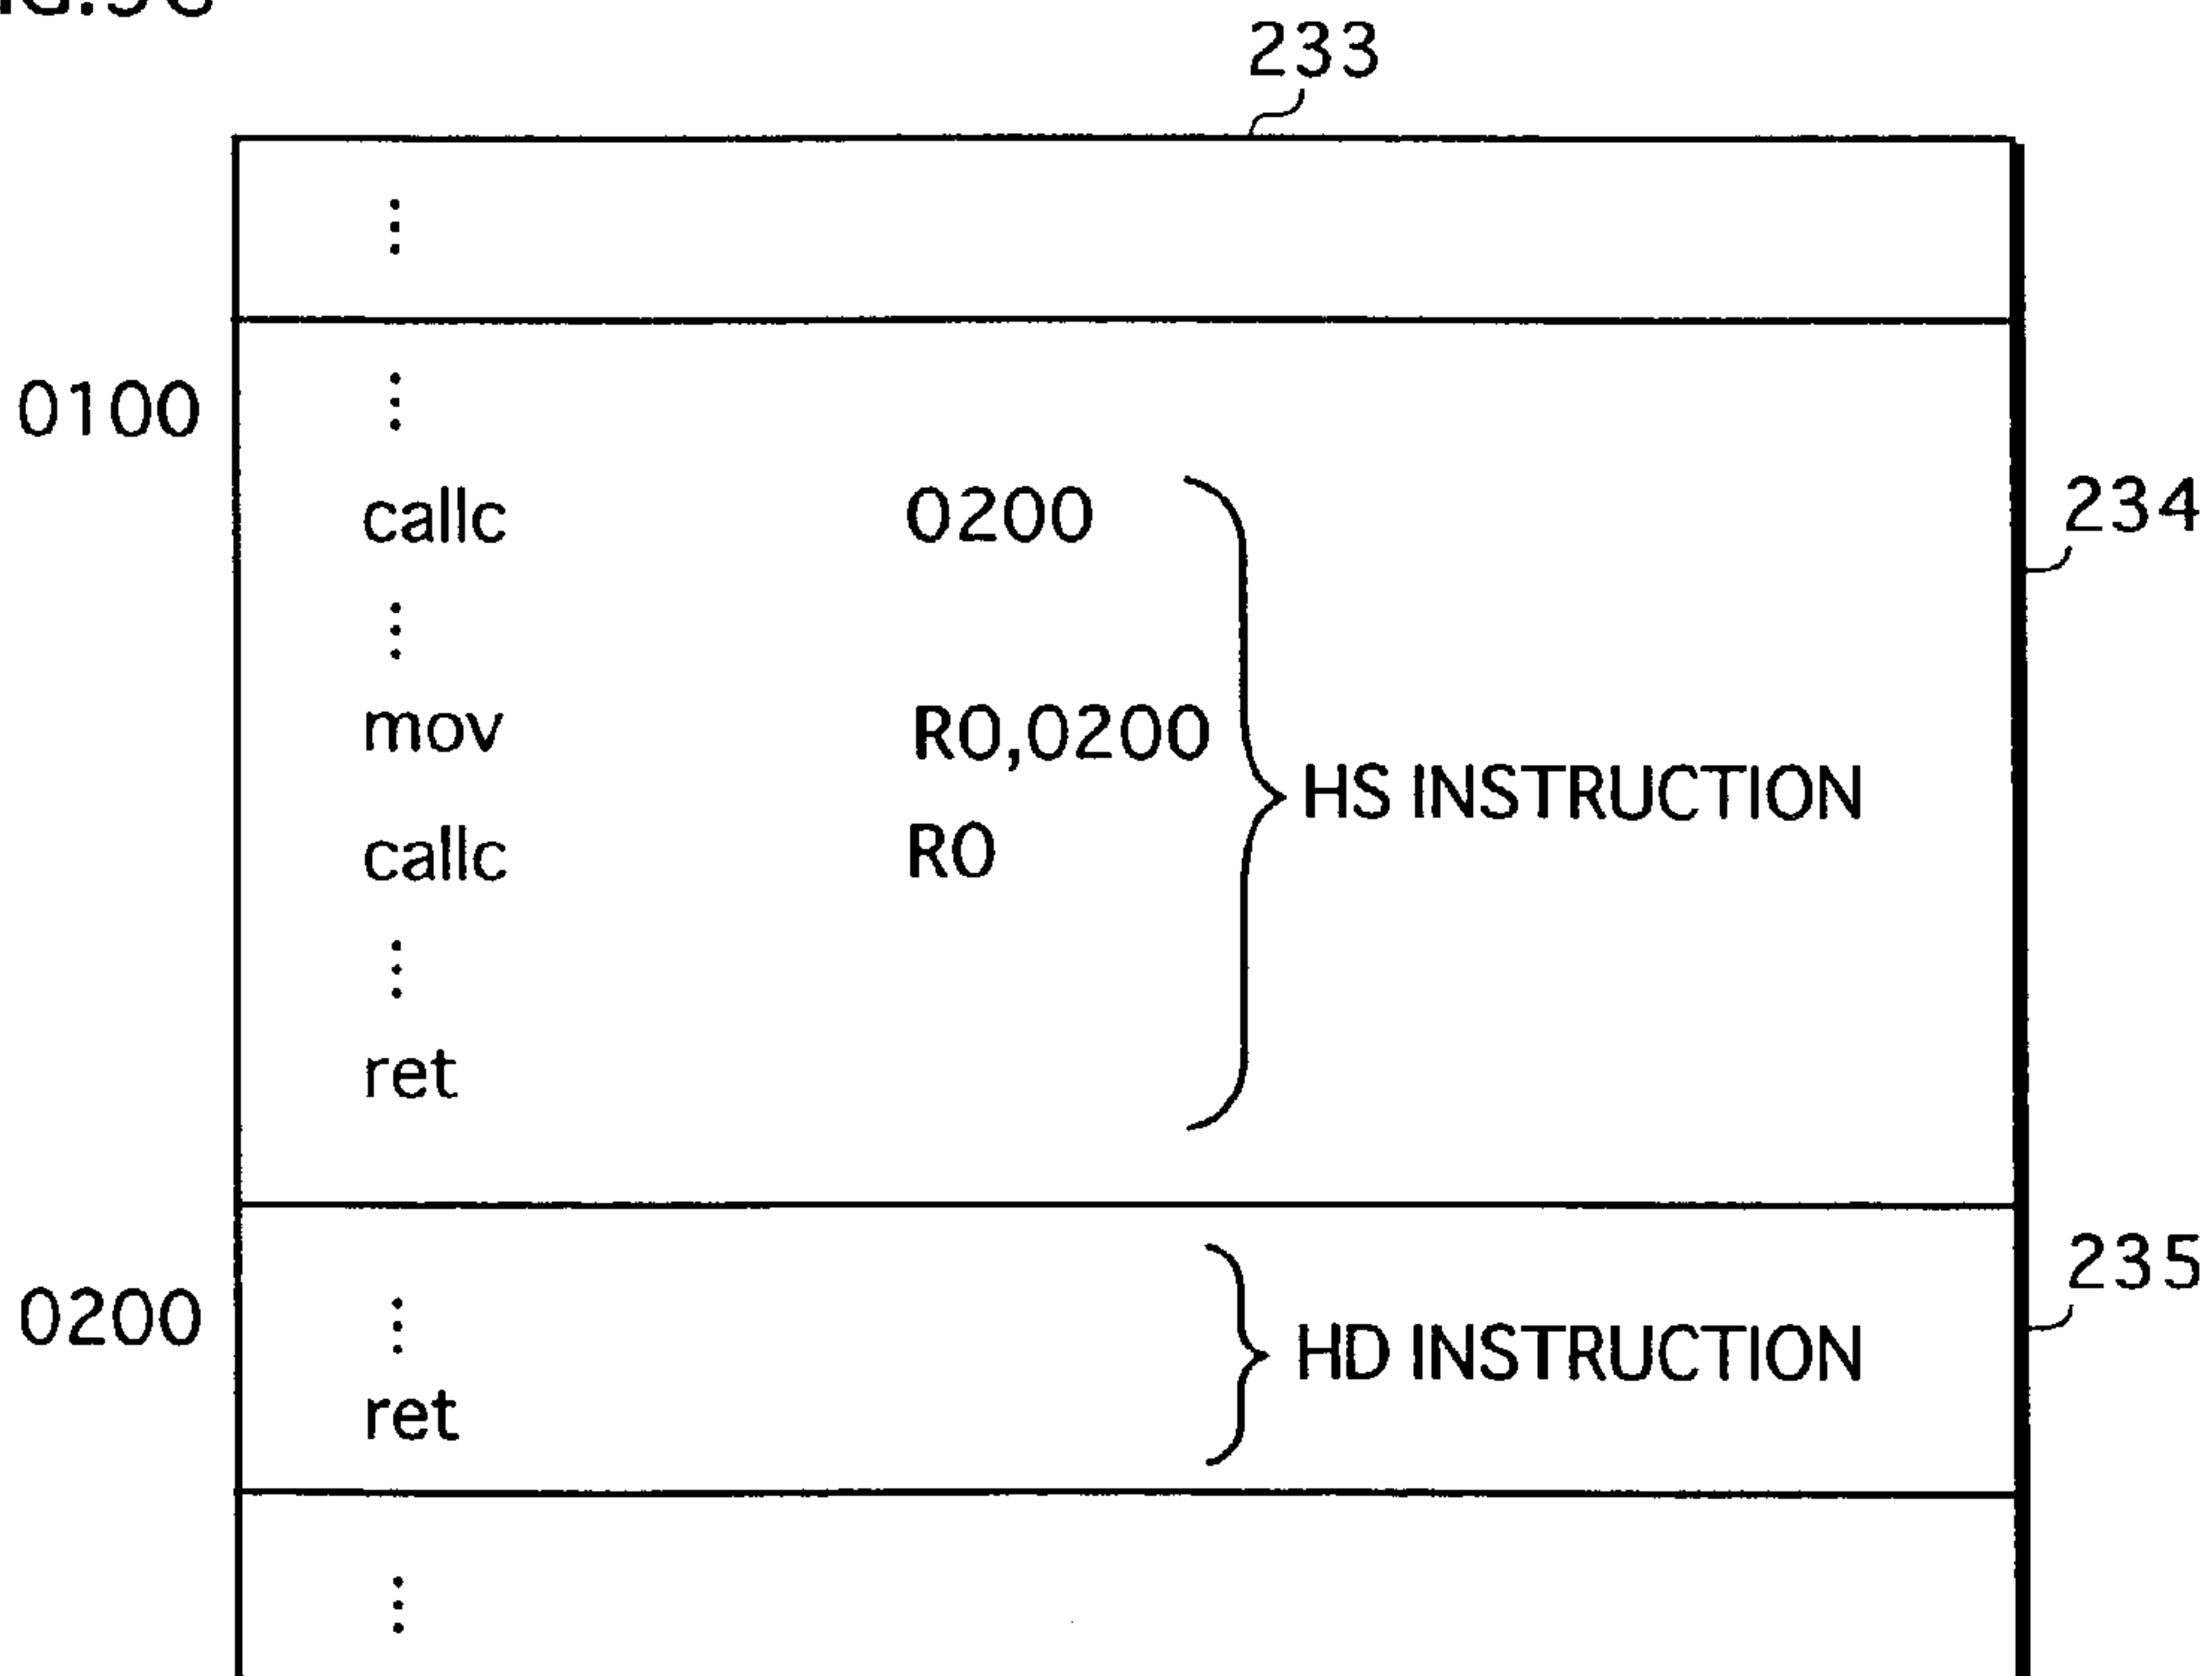 233
0100
callc 0200
234
mov R0,0200
HS INSTRUCTION
callc R0
ret
235
0200
HD INSTRUCTION
ret